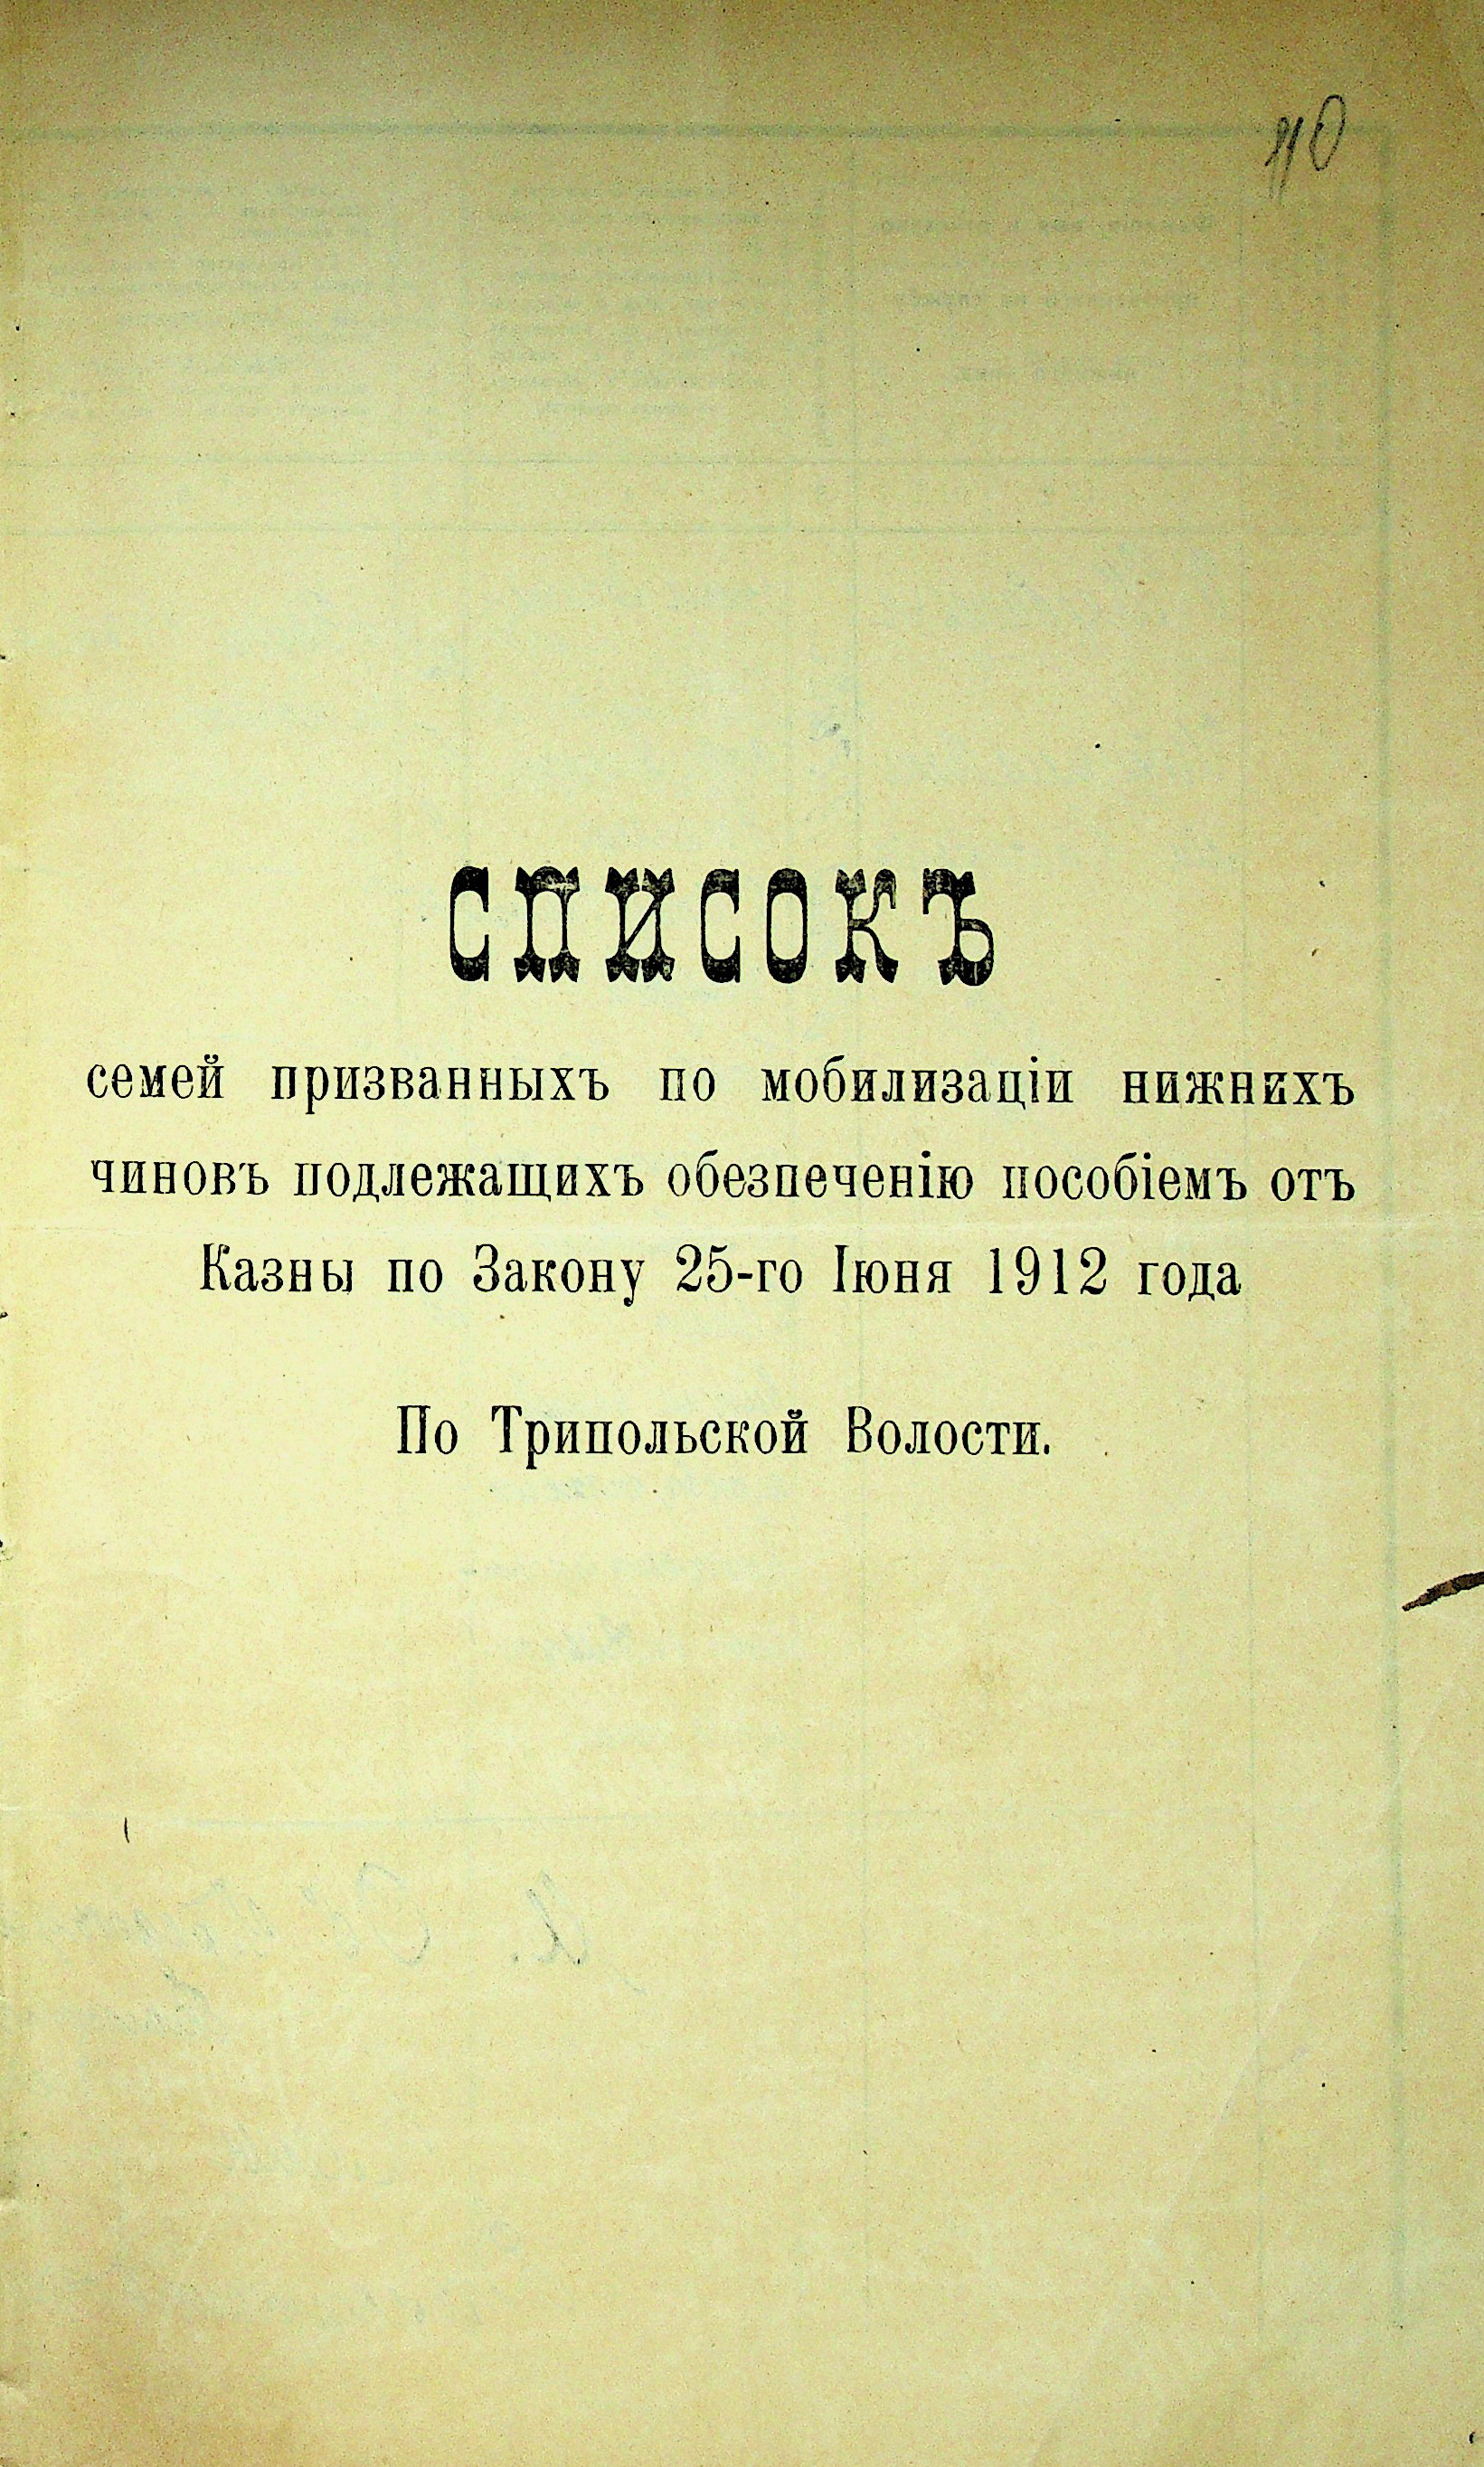 СПИСОКЪ
семей призванныхъ по мобилизаціи нижнихъ
чиновъ подлежащихъ обезпеченію пособіемъ отъ
Казны по Закону 25-го Іюня 1912 года
По Трипольской Волости.